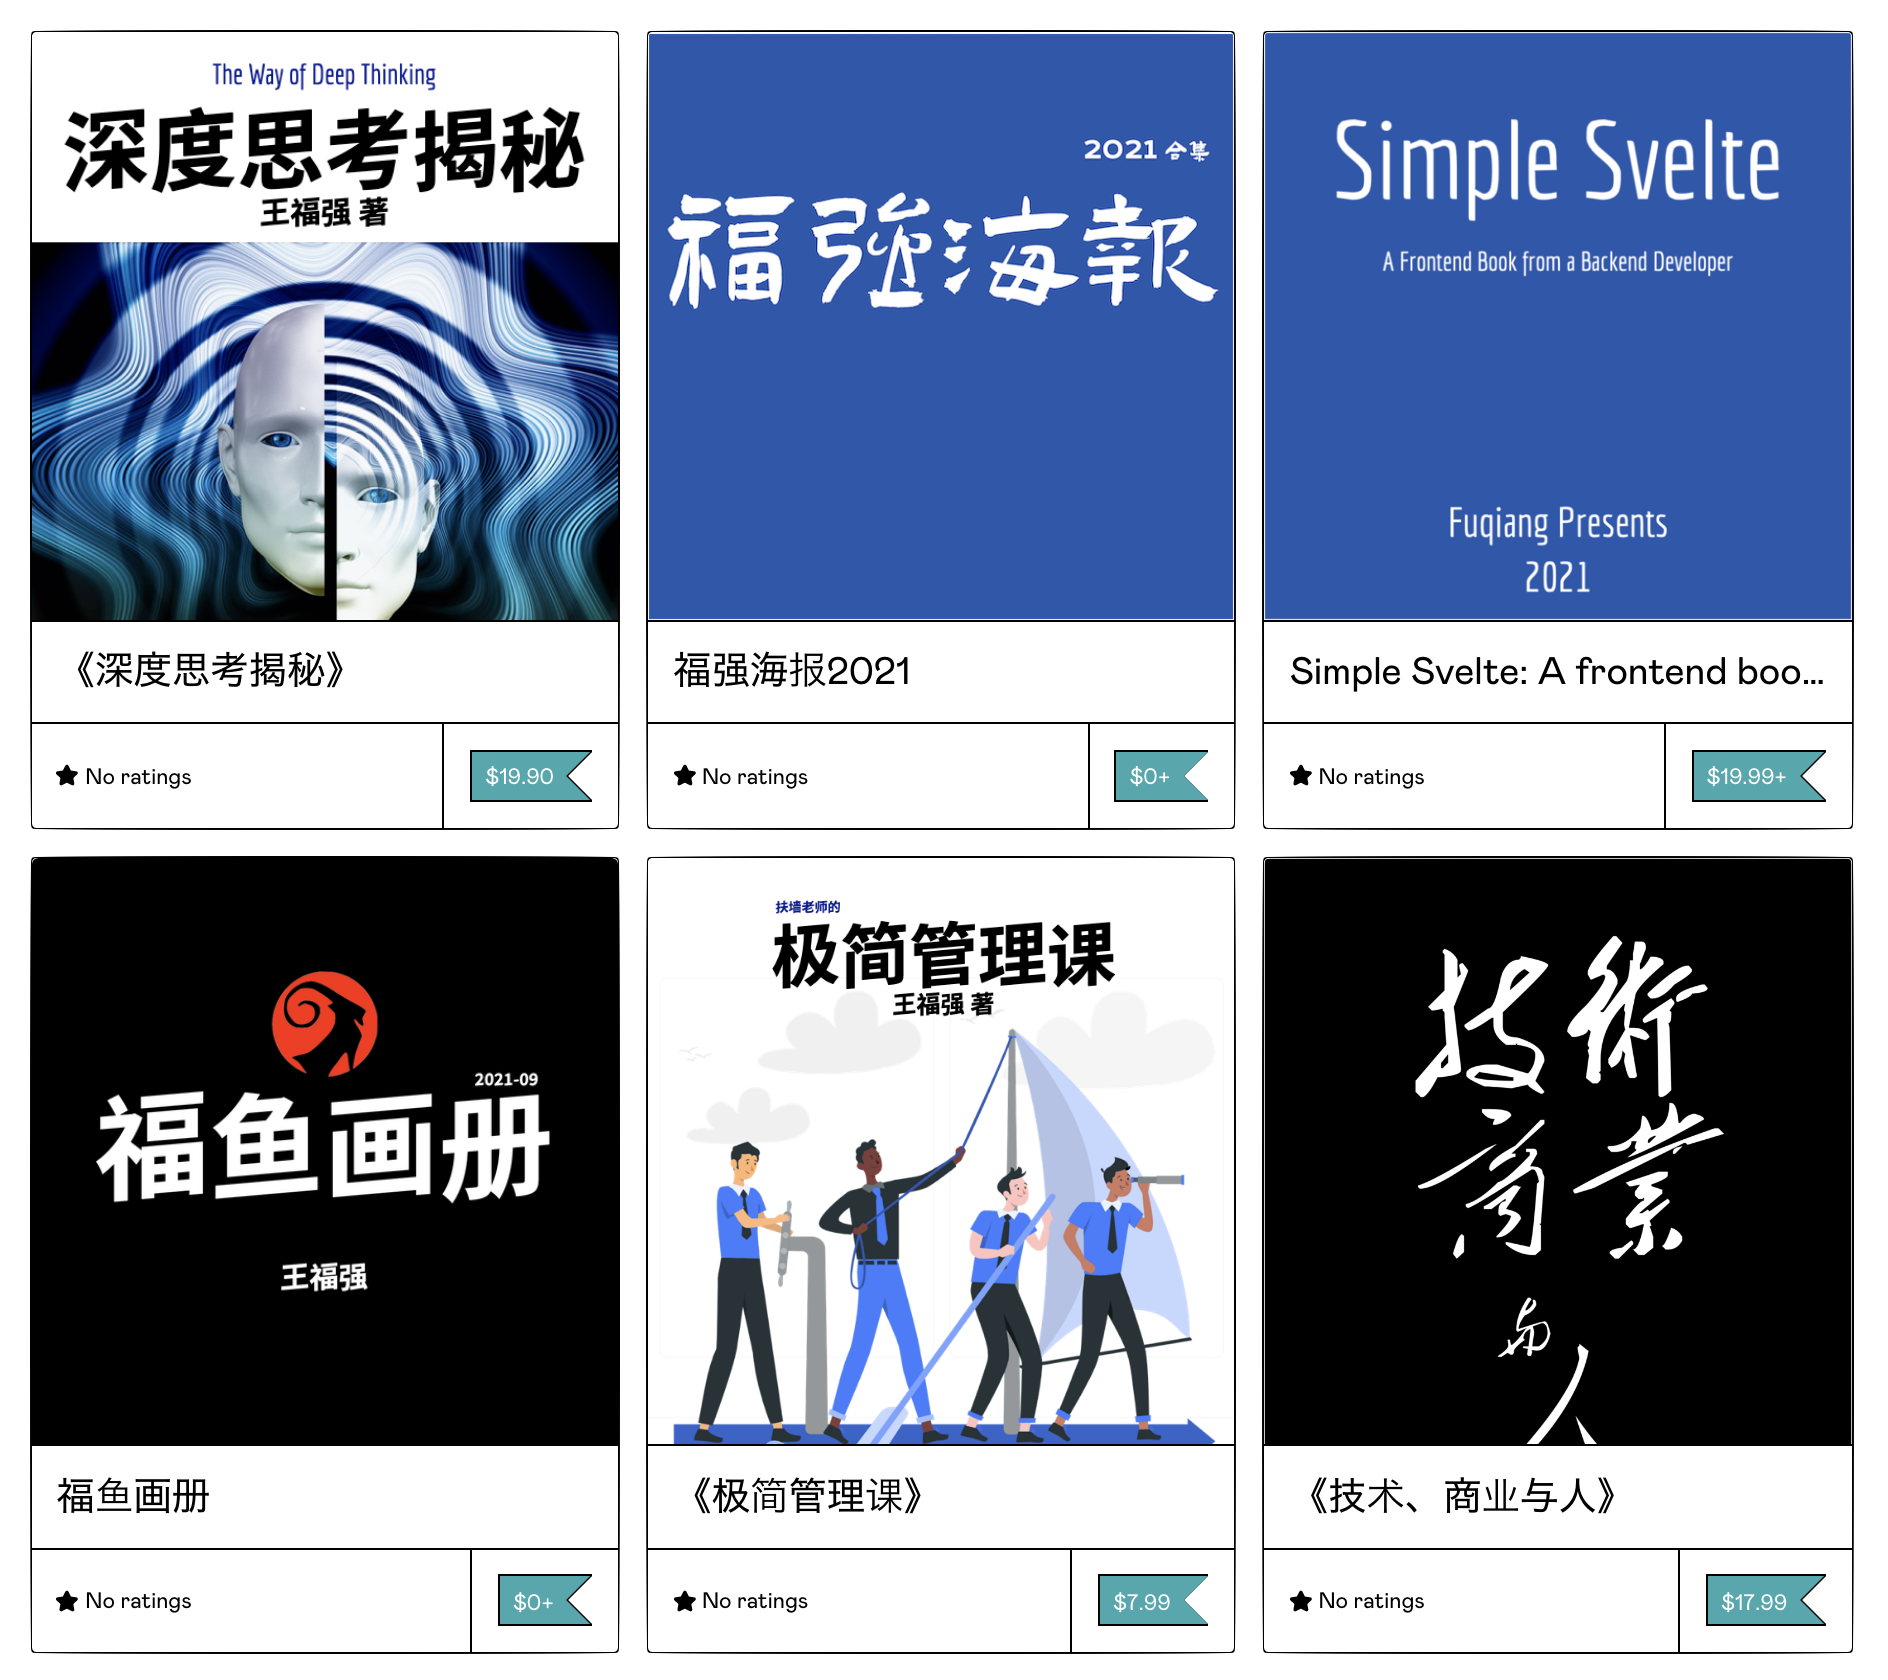 The Way of Deep Thinking
深度思考揭秘
王福强 著
《深度思考揭秘》
No ratings
$19.90
2021 合集
福強海報
福强海报2021
No ratings
$0+
Simple Svelte
A Frontend Book from a Backend Developer
Fuqiang Presents
2021
Simple Svelte: A frontend boo...
No ratings
$19.99+
2021-09
福鱼画册
王福强
福鱼画册
No ratings
$0+
扶墙老师的
极简管理课
王福强 著
《极简管理课》
No ratings
$7.99
技術
商業
与
人
《技术、商业与人》
No ratings
$17.99